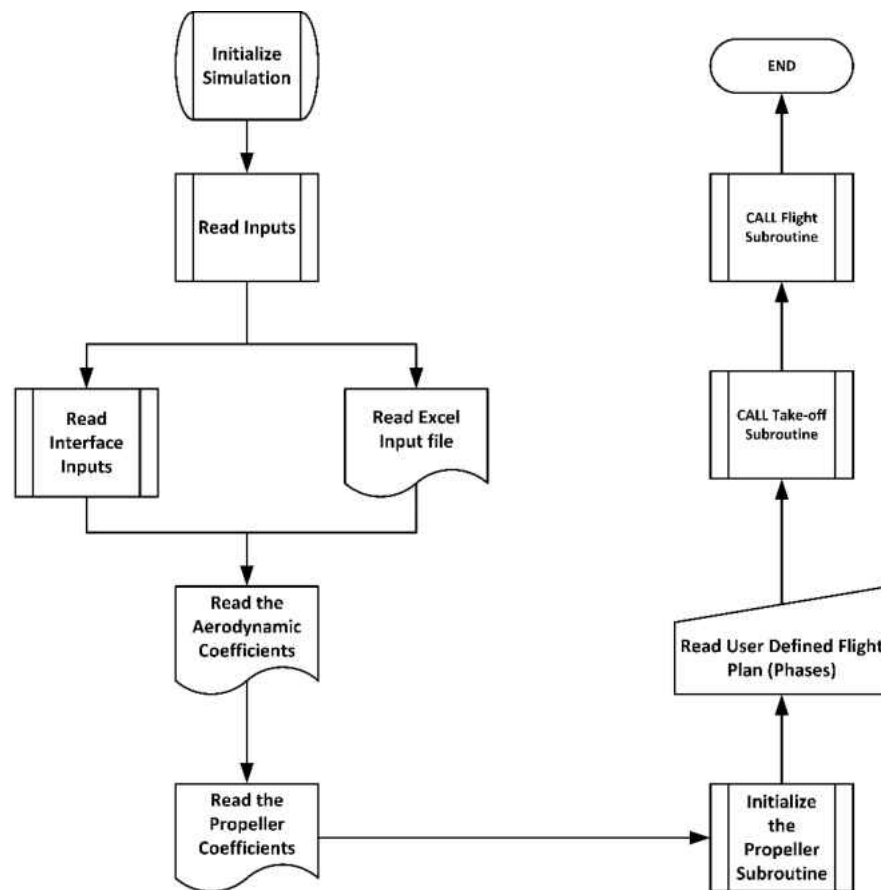 Initialize
Simulation
Read Inputs
Read
Interface
Inputs
Read Excel
Input file
Read the
Aerodynamic
Coefficients
Read the
Propeller
Coefficients
Initialize
the
Propeller
Subroutine
Read User Defined Flight
Plan (Phases)
CALL Take-off
Subroutine
CALL Flight
Subroutine
END